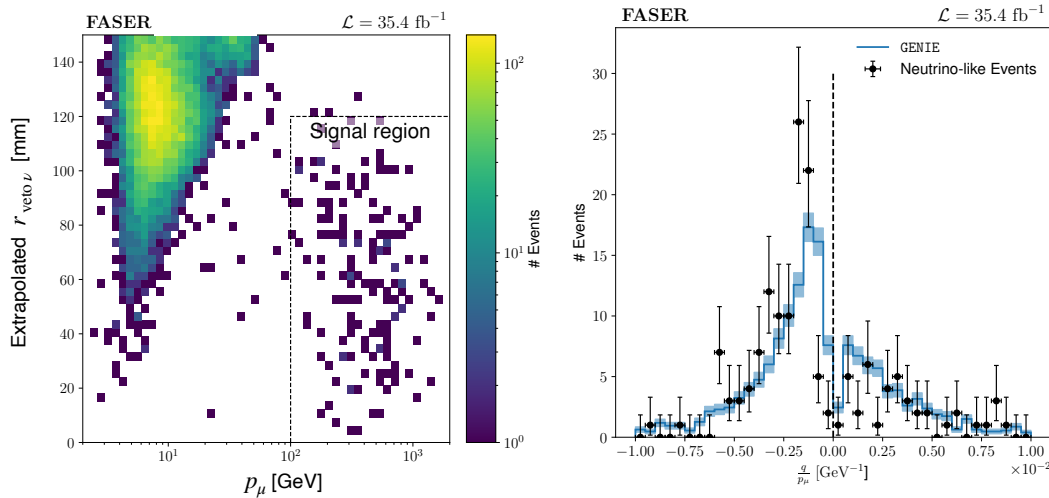 FASER
ℒ = 35.4 fb⁻¹
Extrapolated r_veto ν [mm]
140
120
100
80
60
40
20
0
Signal region
10¹
10²
10³
p_μ [GeV]
10²
10¹
10⁰
# Events
FASER
ℒ = 35.4 fb⁻¹
GENIE
Neutrino-like Events
# Events
30
25
20
15
10
5
0
−1.00
−0.75
−0.50
−0.25
0.00
0.25
0.50
0.75
1.00
×10⁻²
q/p_μ [GeV⁻¹]